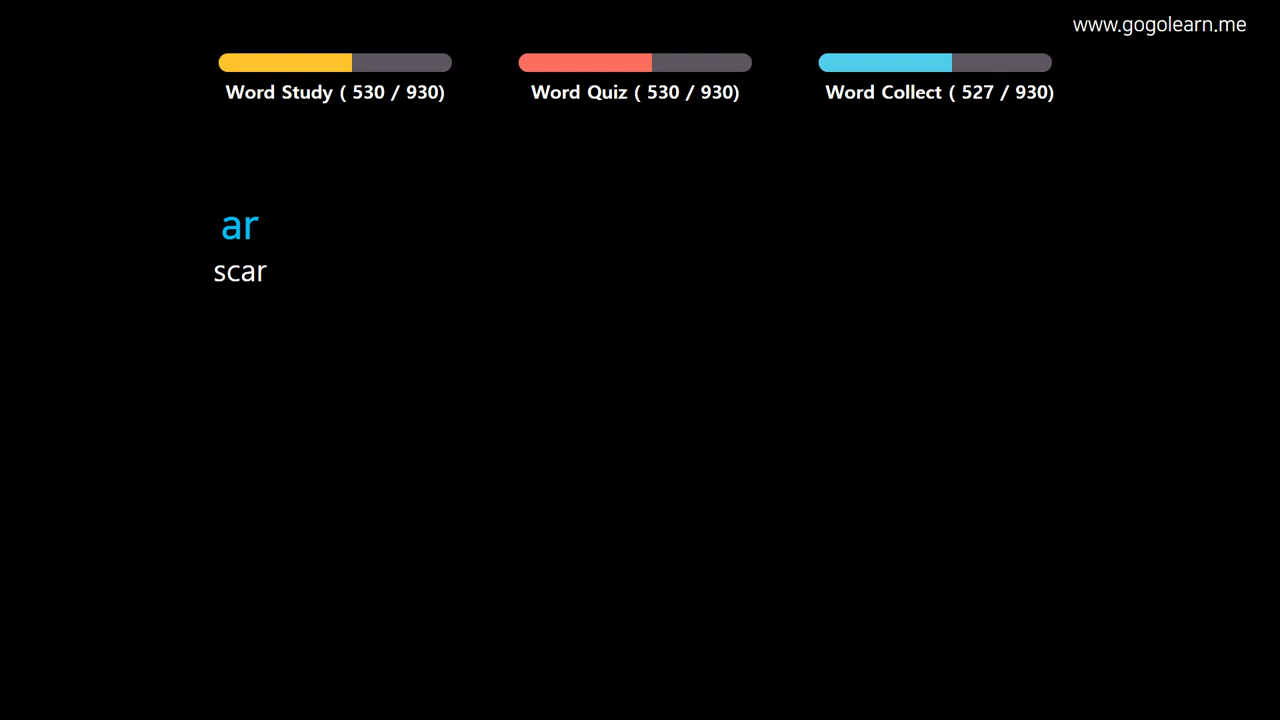 www.gogolearn.me
Word Study ( 530 / 930)
Word Quiz ( 530 / 930)
Word Collect ( 527 / 930)
ar
scar